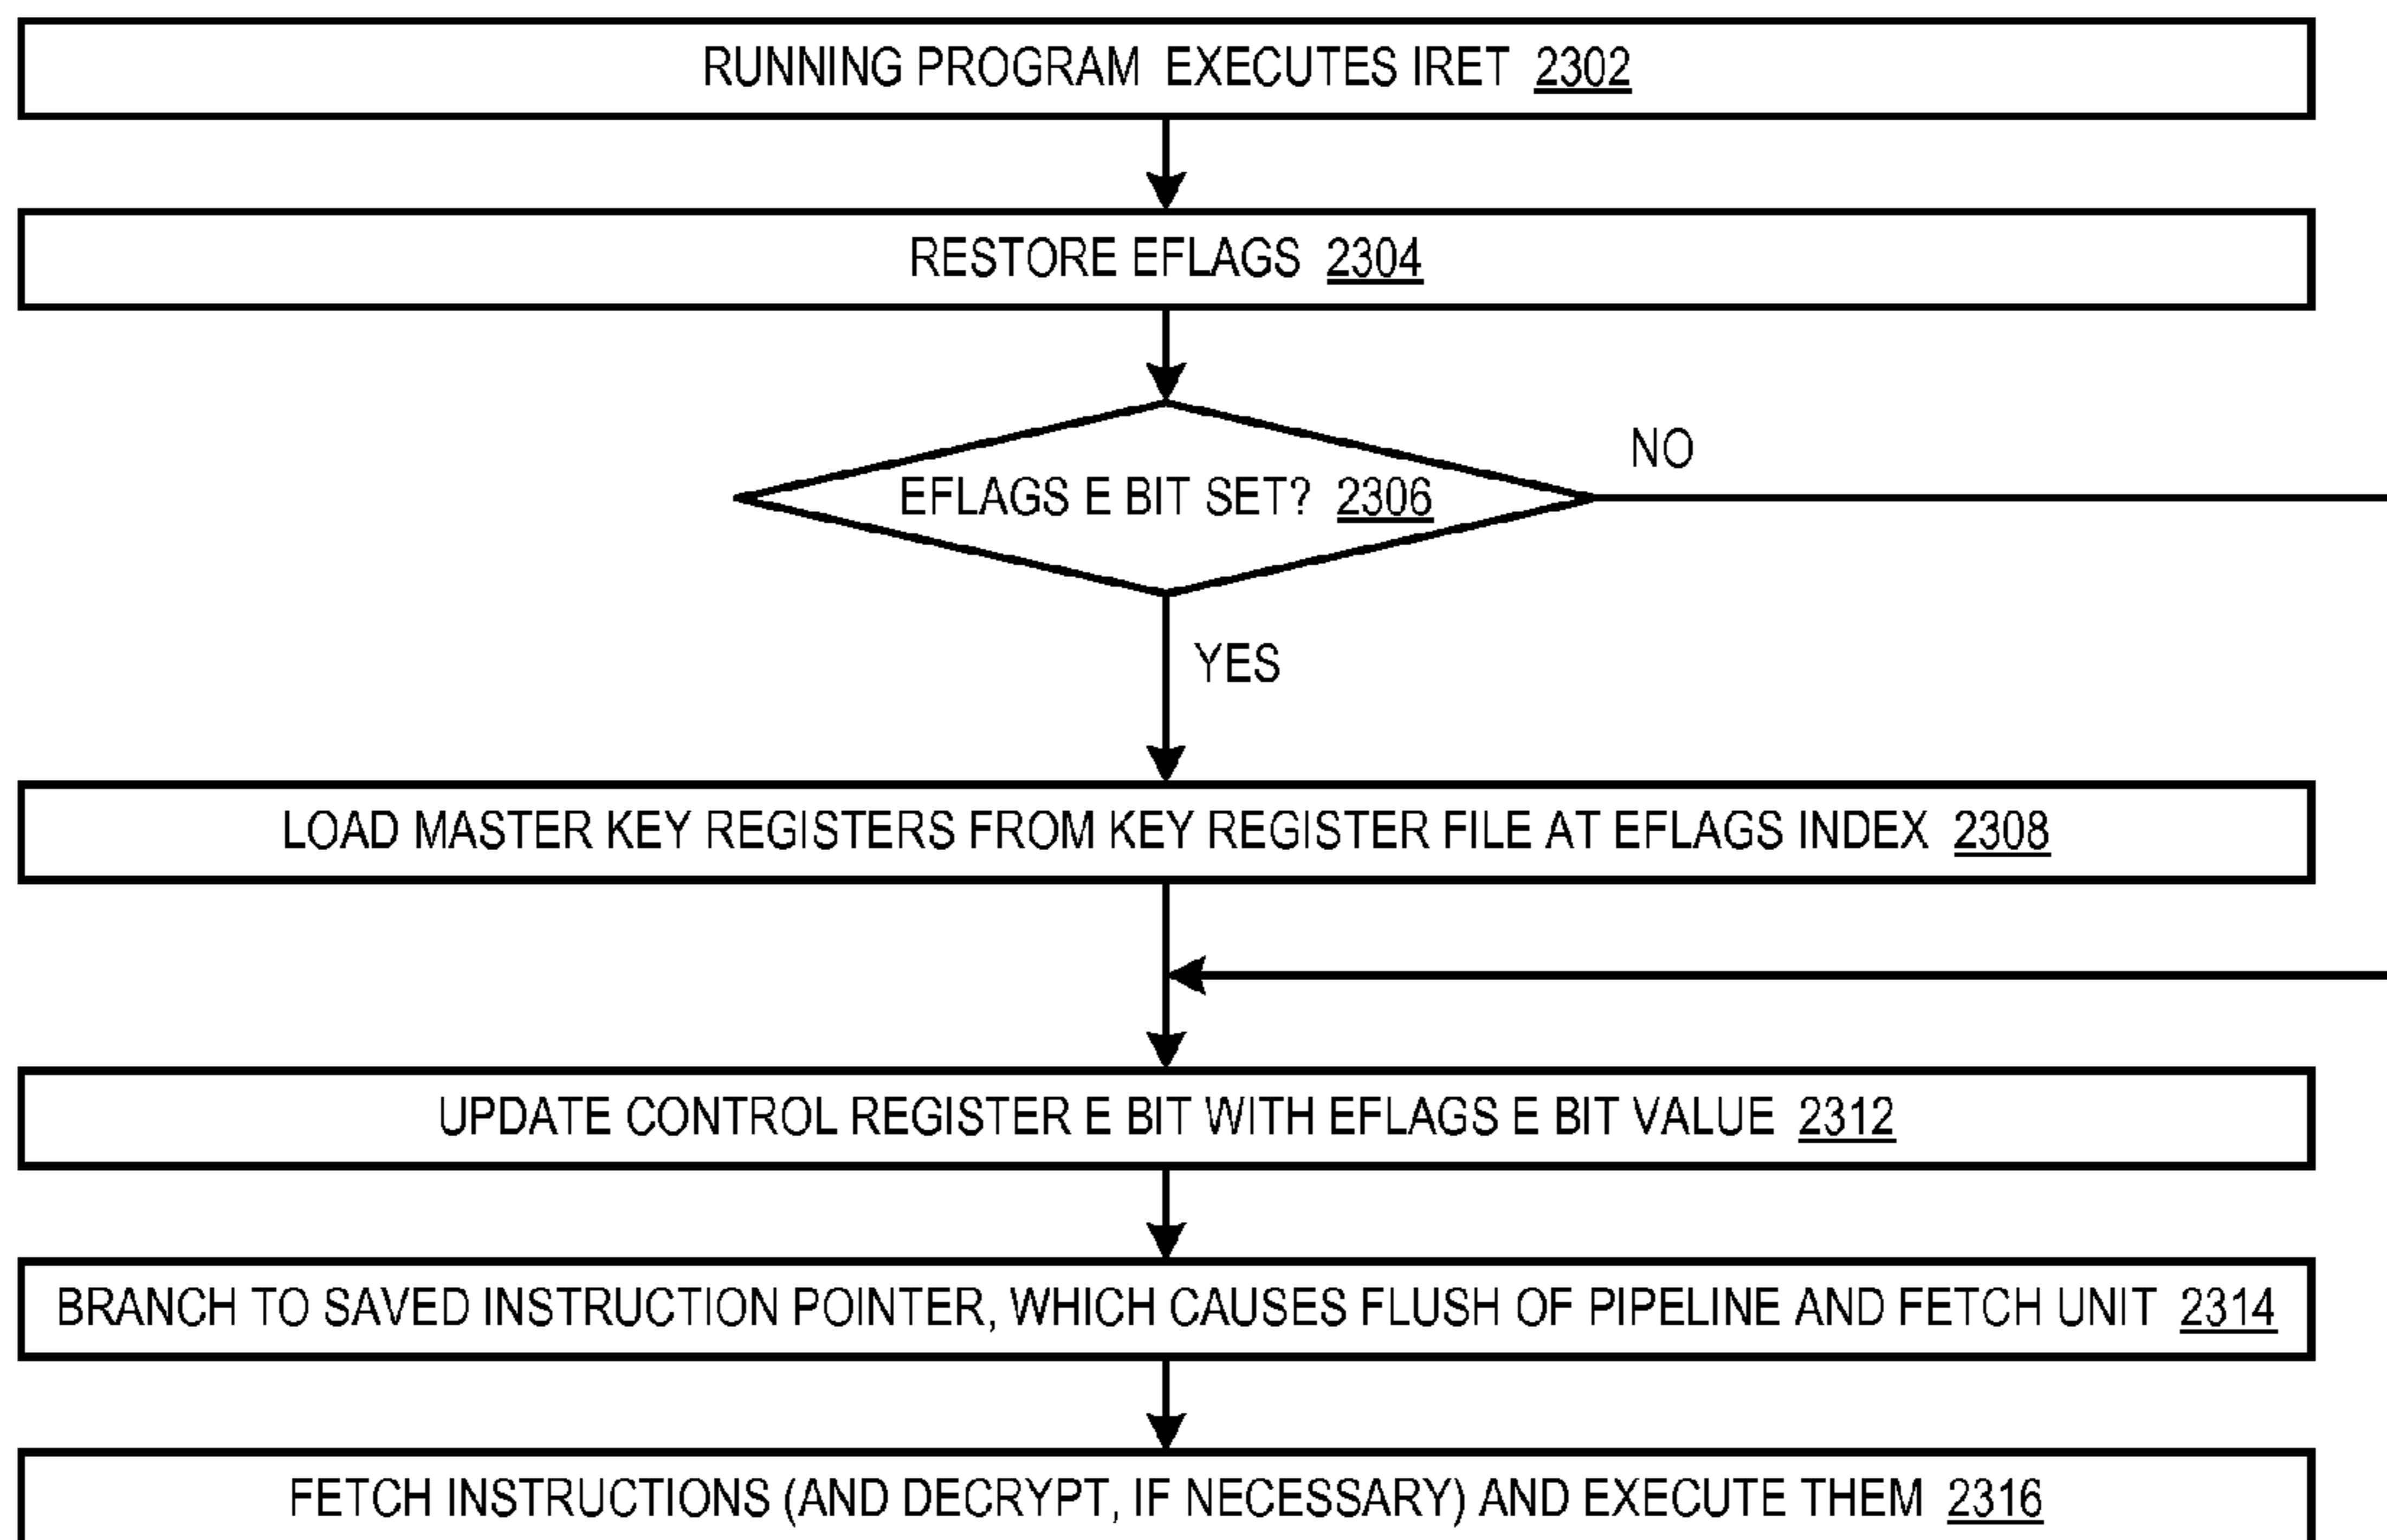 RUNNING PROGRAM EXECUTES IRET 2302
RESTORE EFLAGS 2304
NO
EFLAGS E BIT SET? 2306
YES
LOAD MASTER KEY REGISTERS FROM KEY REGISTER FILE AT EFLAGS INDEX 2308
UPDATE CONTROL REGISTER E BIT WITH EFLAGS E BIT VALUE 2312
BRANCH TO SAVED INSTRUCTION POINTER, WHICH CAUSES FLUSH OF PIPELINE AND FETCH UNIT 2314
FETCH INSTRUCTIONS (AND DECRYPT, IF NECESSARY) AND EXECUTE THEM 2316